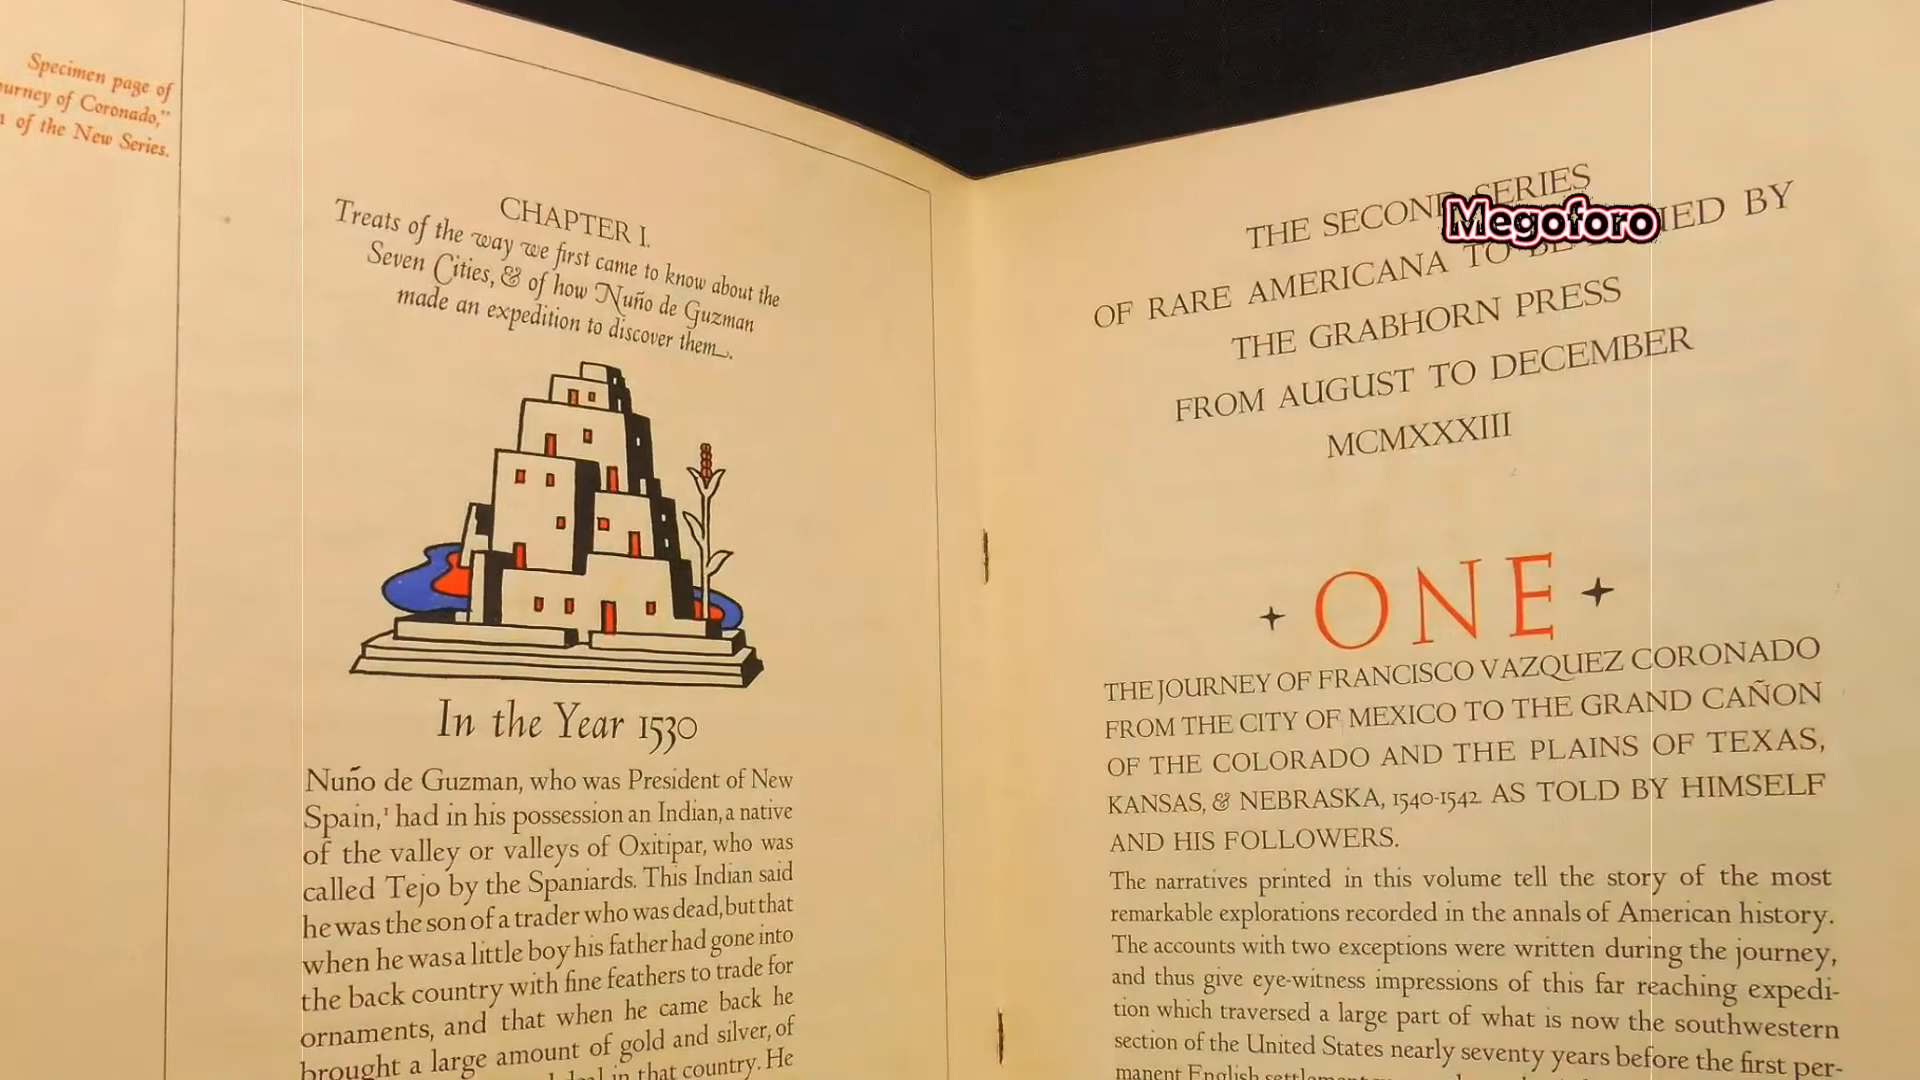 Specimen page of
of Coronado,"
of the New Series.
CHAPTER I.
Treats of the way we first came to know about the
Seven Cities, & of how Nuño de Guzman
made an expedition to discover them.
In the Year 1530
Nuño de Guzman, who was President of New
Spain,¹ had in his possession an Indian, a native
of the valley or valleys of Oxitipar, who was
called Tejo by the Spaniards. This Indian said
he was the son of a trader who was dead, but that
when he was a little boy his father had gone into
the back country with fine feathers to trade for
ornaments, and that when he came back he
brought a large amount of gold and silver, of
in that country. He
THE SECOND SERIES
Megoforo
OF RARE AMERICANA TO BE BY
THE GRABHORN PRESS
FROM AUGUST TO DECEMBER
MCMXXXIII
ONE
THE JOURNEY OF FRANCISCO VAZQUEZ CORONADO
FROM THE CITY OF MEXICO TO THE GRAND CAÑON
OF THE COLORADO AND THE PLAINS OF TEXAS,
KANSAS, & NEBRASKA, 1540-1542. AS TOLD BY HIMSELF
AND HIS FOLLOWERS.
The narratives printed in this volume tell the story of the most
remarkable explorations recorded in the annals of American history.
The accounts with two exceptions were written during the journey,
and thus give eye-witness impressions of this far reaching expedi-
tion which traversed a large part of what is now the southwestern
section of the United States nearly seventy years before the first per-
manent English